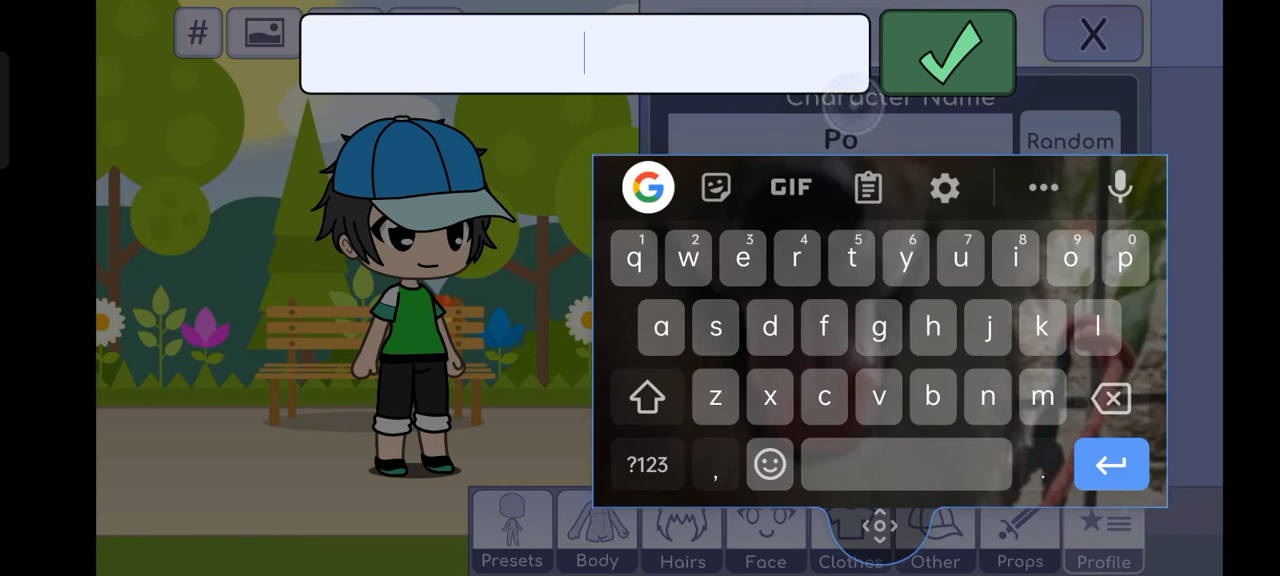 #
X
Character Name
Po
Random
G
GIF
1 2 3 4 5 6 7 8 9 0
q w e r t y u i o p
a s d f g h j k l
z x c v b n m
?123 , .
Presets Body Hairs Face Clothes Other Props Profile